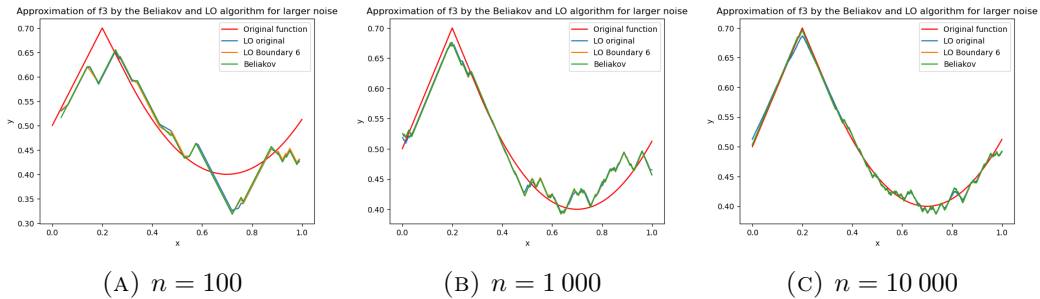 Approximation of f3 by the Beliakov and LO algorithm for larger noise
Original function
LO original
LO Boundary 6
Beliakov
y
0.70
0.65
0.60
0.55
0.50
0.45
0.40
0.35
0.30
0.0 0.2 0.4 0.6 0.8 1.0
x
(A) n = 100
Approximation of f3 by the Beliakov and LO algorithm for larger noise
Original function
LO original
LO Boundary 6
Beliakov
y
0.70
0.65
0.60
0.55
0.50
0.45
0.40
0.0 0.2 0.4 0.6 0.8 1.0
x
(B) n = 1 000
Approximation of f3 by the Beliakov and LO algorithm for larger noise
Original function
LO original
LO Boundary 6
Beliakov
y
0.70
0.65
0.60
0.55
0.50
0.45
0.40
0.0 0.2 0.4 0.6 0.8 1.0
x
(C) n = 10 000